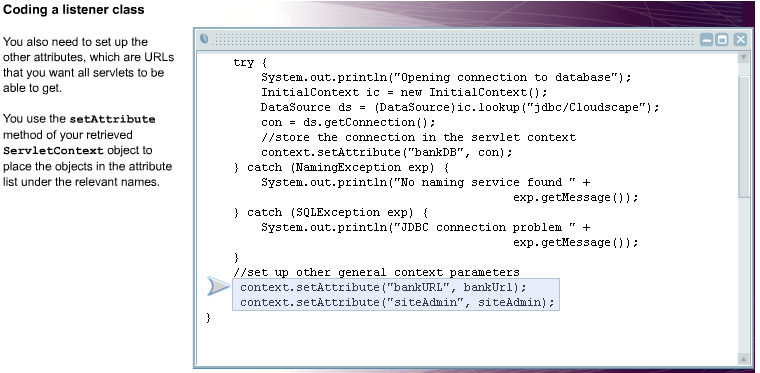 Coding a listener class
You also need to set up the
other attributes, which are URLs
that you want all servlets to be
able to get.
You use the setAttribute
method of your retrieved
ServletContext object to
place the objects in the attribute
list under the relevant names.
try {
System.out.println("Opening connection to database");
InitialContext ic = new InitialContext();
DataSource ds = (DataSource)ic.lookup("jdbc/Cloudscape");
con = ds.getConnection();
//store the connection in the servlet context
context.setAttribute("bankDB", con);
} catch (NamingException exp) {
System.out.println("No naming service found " +
exp.getMessage());
} catch (SQLException exp) {
System.out.println("JDBC connection problem " +
exp.getMessage());
}
//set up other general context parameters
context.setAttribute("bankURL", bankUrl);
context.setAttribute("siteAdmin", siteAdmin);
}